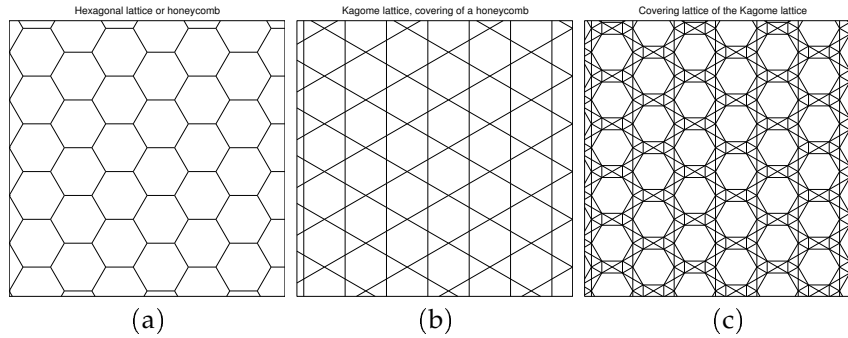 Hexagonal lattice or honeycomb
Kagome lattice, covering of a honeycomb
Covering lattice of the Kagome lattice
(a)
(b)
(c)